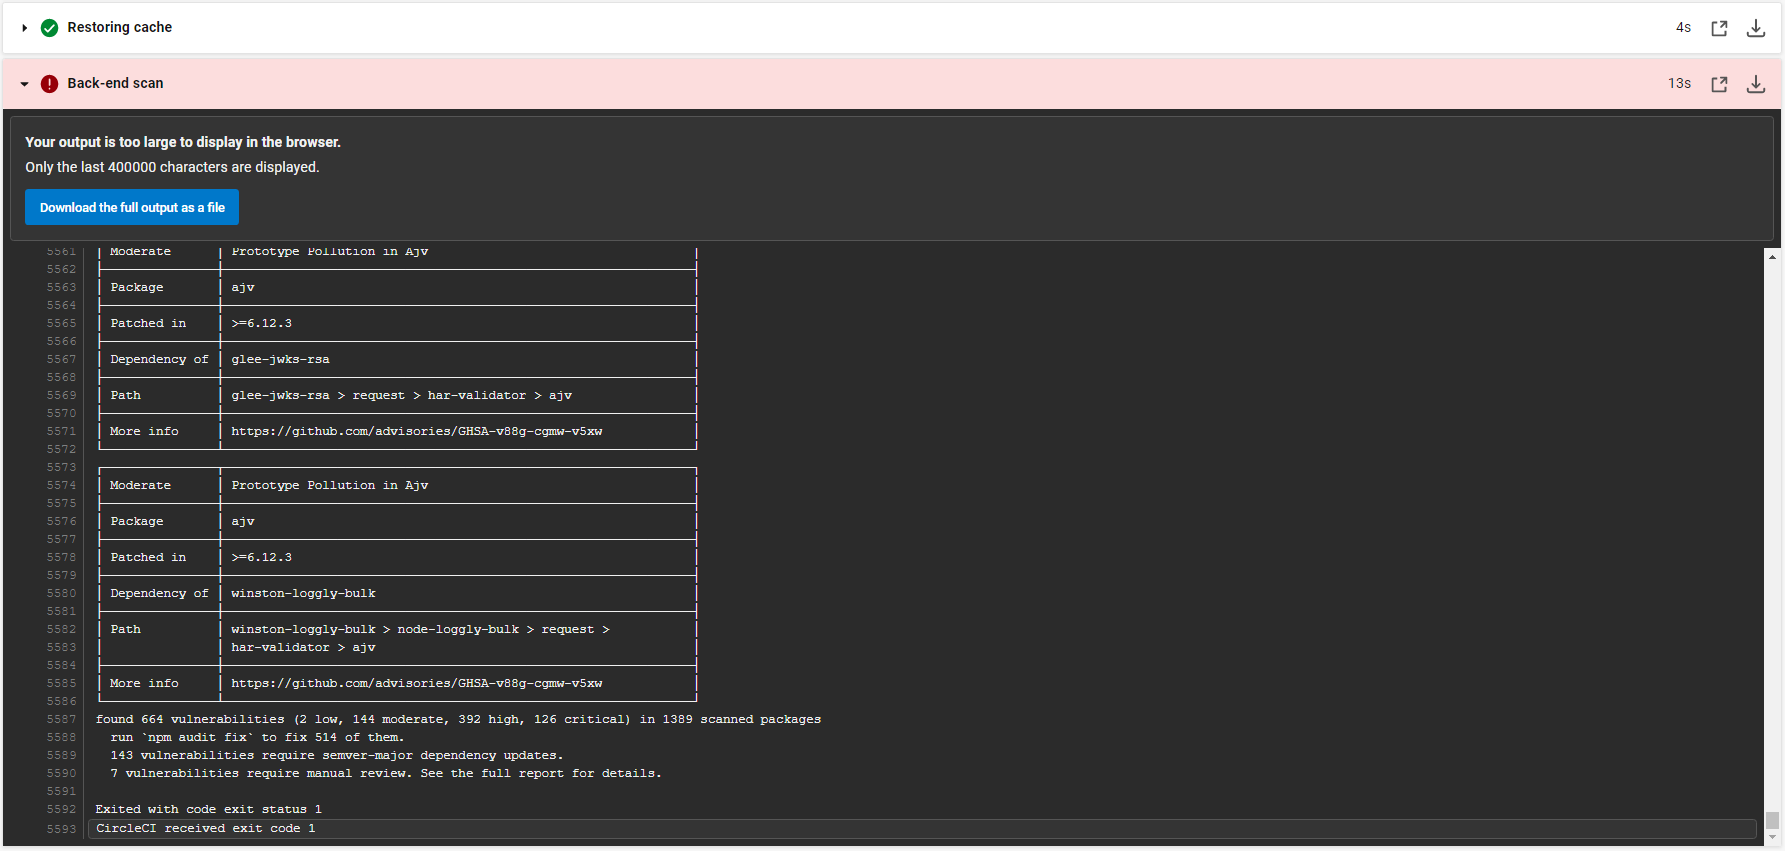 Restoring cache 4s
Back-end scan 13s
Your output is too large to display in the browser.
Only the last 400000 characters are displayed.
Download the full output as a file
5561 Moderate Prototype Pollution in Ajv
5562
5563 Package ajv
5564
5565 Patched in >=6.12.3
5566
5567 Dependency of glee-jwks-rsa
5568
5569 Path glee-jwks-rsa > request > har-validator > ajv
5570
5571 More info https://github.com/advisories/GHSA-v88g-cgmw-v5xw
5572
5573
5574 Moderate Prototype Pollution in Ajv
5575
5576 Package ajv
5577
5578 Patched in >=6.12.3
5579
5580 Dependency of winston-loggly-bulk
5581
5582 Path winston-loggly-bulk > node-loggly-bulk > request >
5583 har-validator > ajv
5584
5585 More info https://github.com/advisories/GHSA-v88g-cgmw-v5xw
5586
5587 found 664 vulnerabilities (2 low, 144 moderate, 392 high, 126 critical) in 1389 scanned packages
5588 run `npm audit fix` to fix 514 of them.
5589 143 vulnerabilities require semver-major dependency updates.
5590 7 vulnerabilities require manual review. See the full report for details.
5591
5592 Exited with code exit status 1
5593 CircleCI received exit code 1